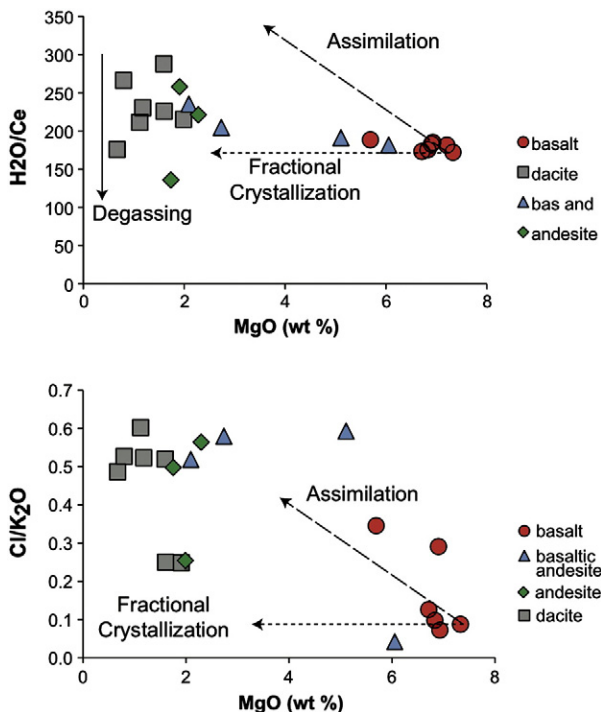 350
300
250
200
150
100
50
0
H2O/Ce
Assimilation
Fractional
Crystallization
Degassing
0 2 4 6 8
MgO (wt %)
basalt
dacite
bas and
andesite
0.7
0.6
0.5
0.4
0.3
0.2
0.1
0.0
Cl/K2O
Assimilation
Fractional
Crystallization
0 2 4 6 8
MgO (wt %)
basalt
basaltic
andesite
andesite
dacite